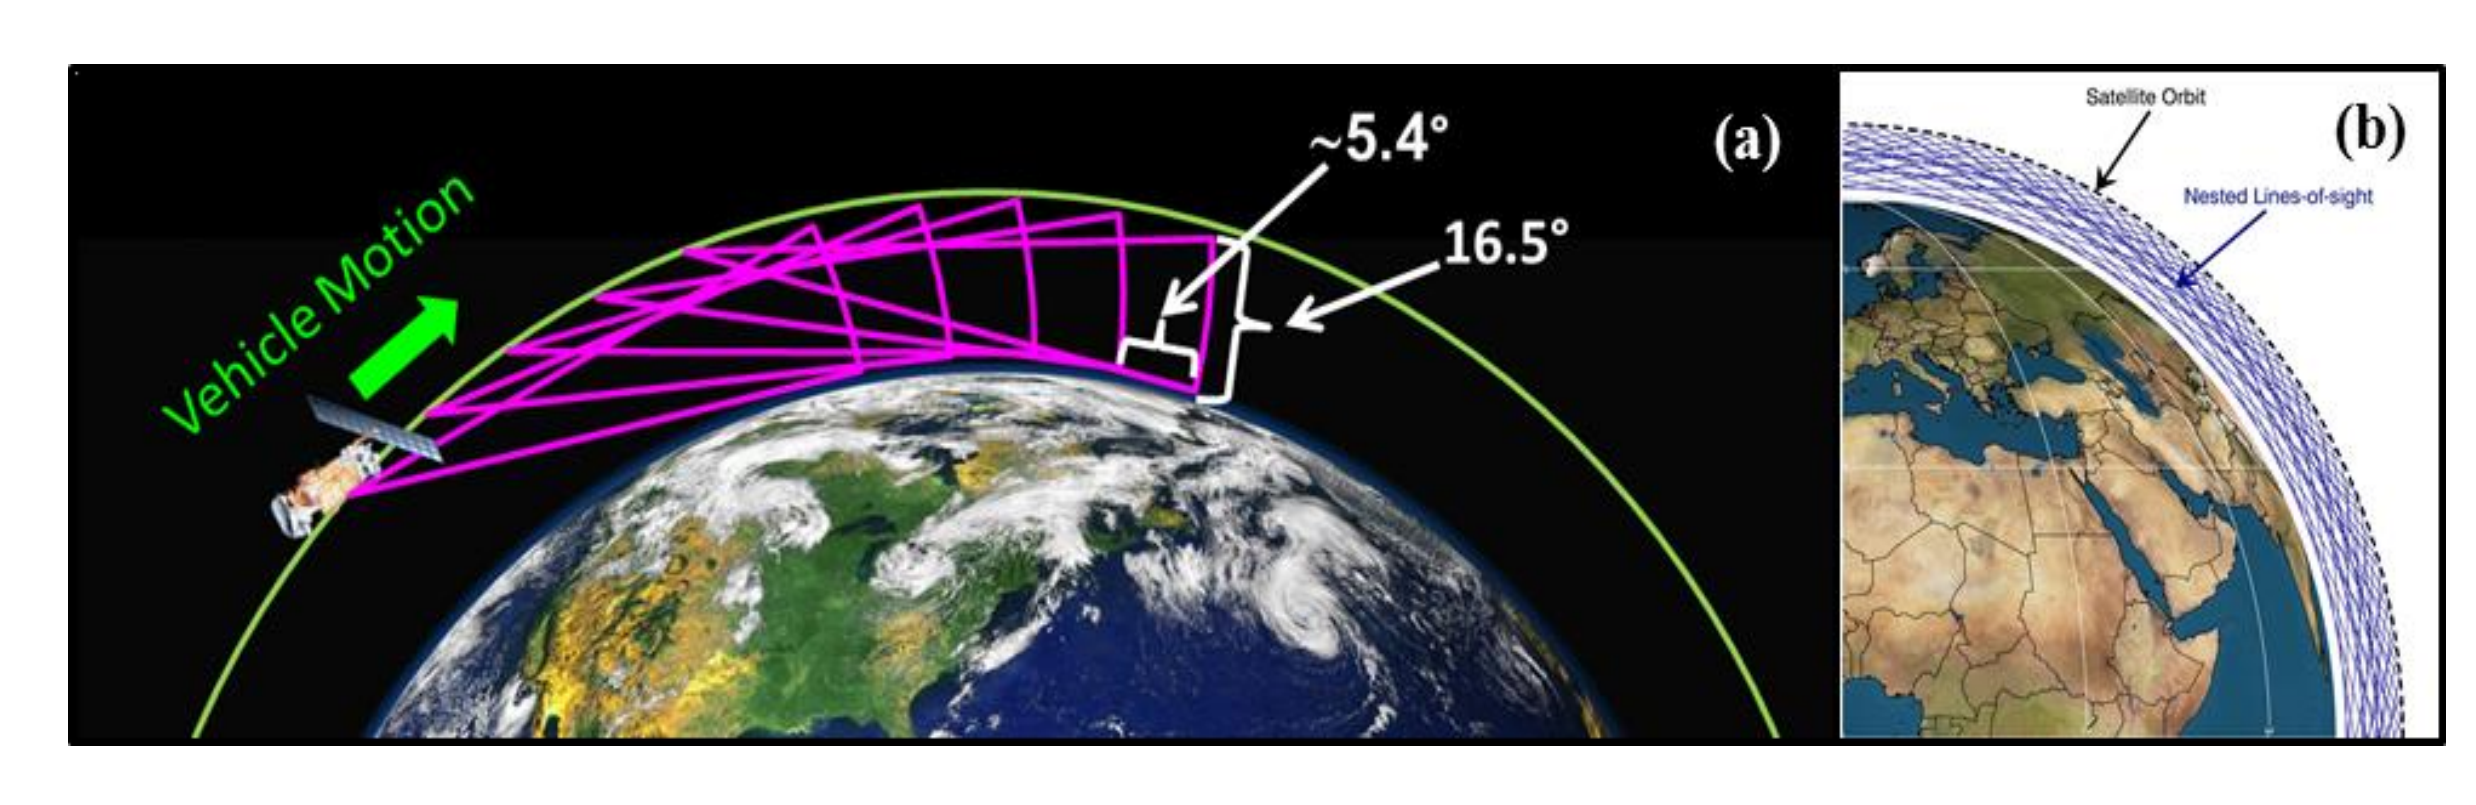 Vehicle Motion
~5.4°
16.5°
(a)
Satellite Orbit
(b)
Nested Lines-of-sight